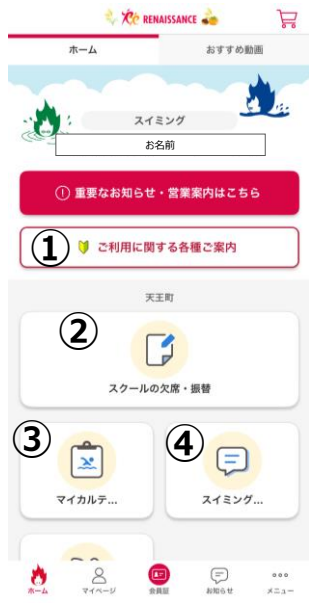 RENAISSANCE
ホーム
おすすめ動画
スイミング
お名前
重要なお知らせ・営業案内はこちら
① ご利用に関する各種ご案内
天王町
②
スクールの欠席・振替
③ ④
マイカルテ... スイミング...
ホーム マイページ 会員証 お知らせ メニュー